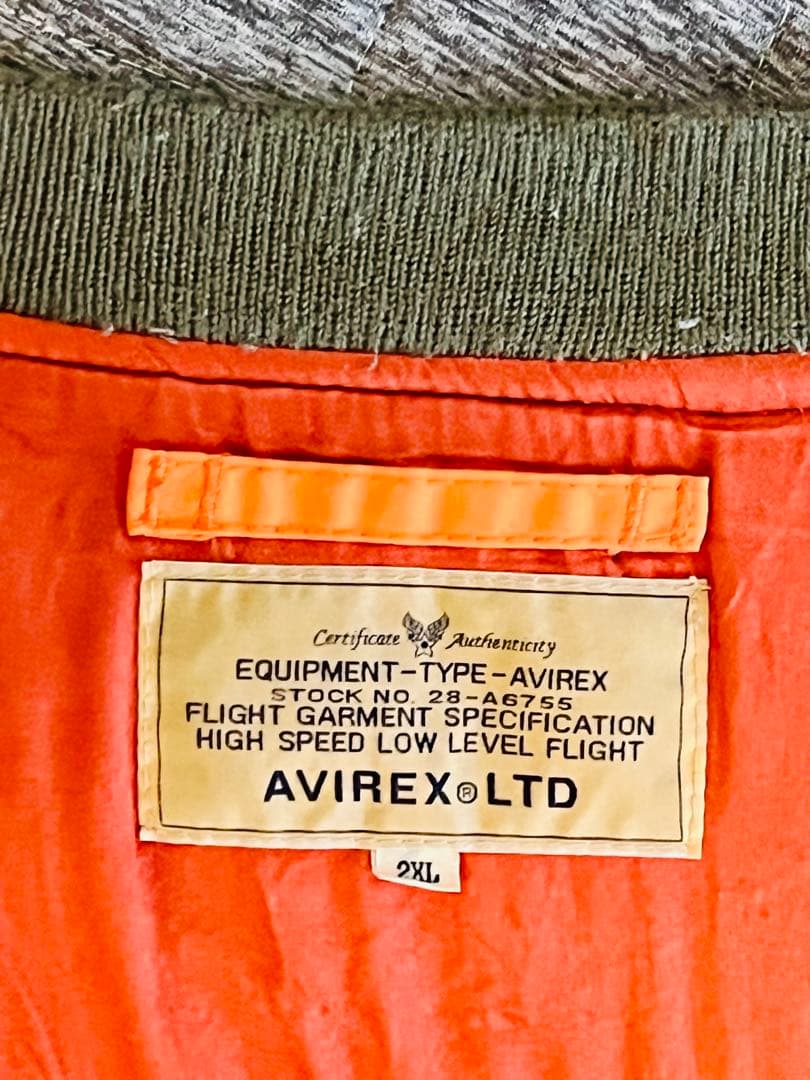 Certificate Authenticity
EQUIPMENT-TYPE-AVIREX
STOCK NO. 28-A6755
FLIGHT GARMENT SPECIFICATION
HIGH SPEED LOW LEVEL FLIGHT
AVIREX®LTD
2XL